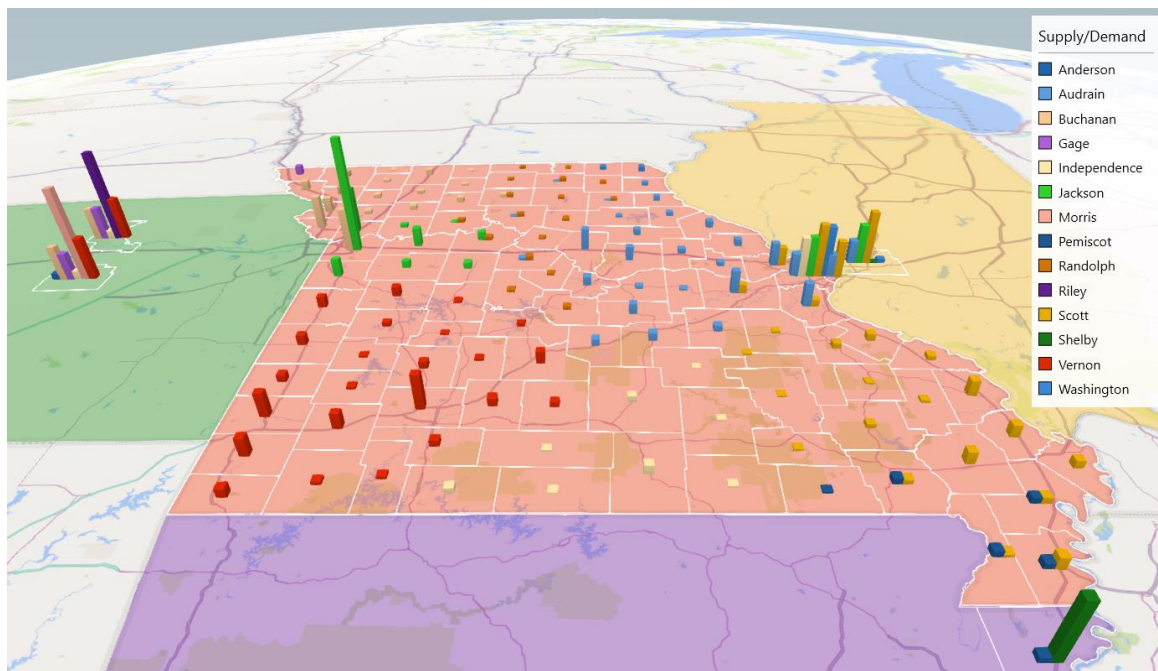 Supply/Demand
Anderson
Audrain
Buchanan
Gage
Independence
Jackson
Morris
Pemiscot
Randolph
Riley
Scott
Shelby
Vernon
Washington